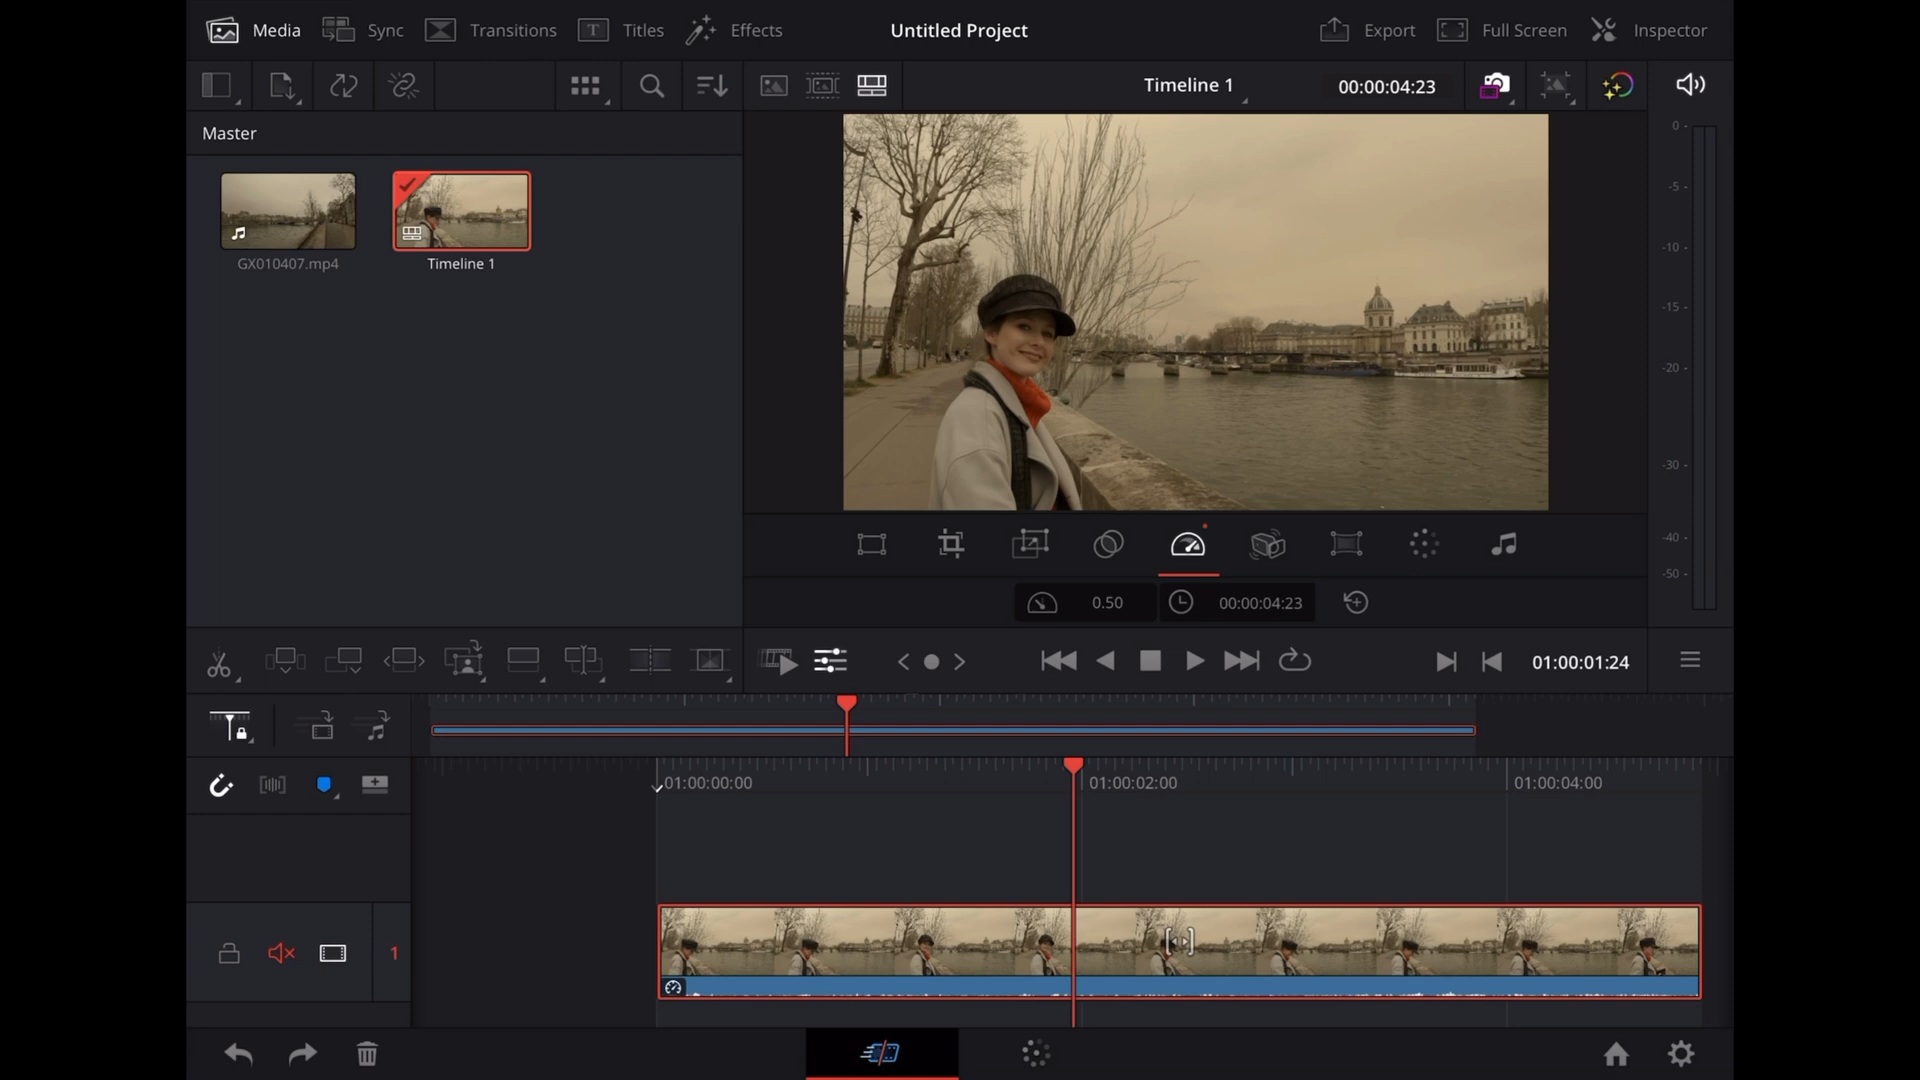 Media
Sync
Transitions
T
Titles
Effects
Untitled Project
Export
Full Screen
Inspector
Timeline 1
00:00:04:23
Master
GX010407.mp4
Timeline 1
0
-5
-10
-15
-20
-30
-40
-50
0.50
00:00:04:23
01:00:01:24
01:00:00:00
01:00:02:00
01:00:04:00
1